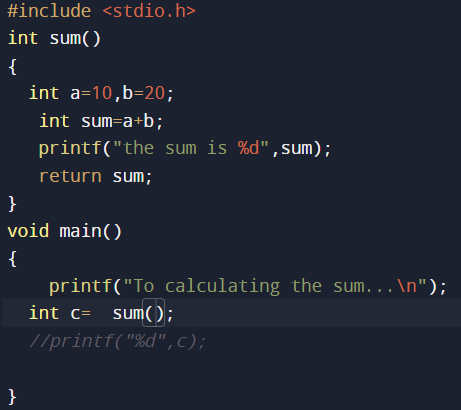 #include <stdio.h>
int sum()
{
  int a=10,b=20;
   int sum=a+b;
   printf("the sum is %d",sum);
   return sum;
}
void main()
{
    printf("To calculating the sum...\n");
  int c=  sum();
  //printf("%d",c);

}